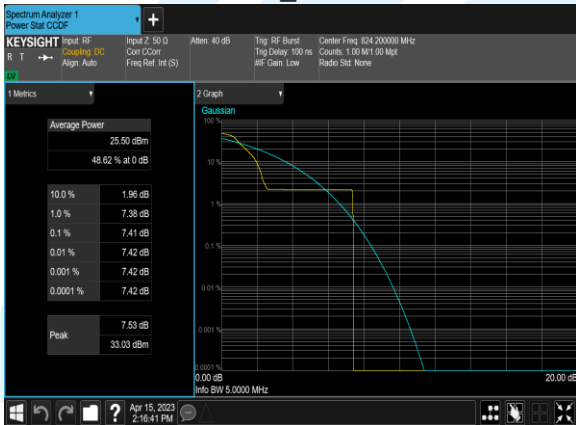 Spectrum Analyzer 1
Power Stat CCDF
+
KEYSIGHT
R T
Input: RF
Coupling: DC
Align: Auto
Input Z: 50 Ω
Corr CCorr
Freq Ref: Int (S)
Atten: 40 dB
Trig: RF Burst
Trig Delay: 100 ns
#IF Gain: Low
Center Freq: 824.200000 MHz
Counts: 1.00 M/1.00 Mpt
Radio Std: None
1 Metrics
Average Power
25.50 dBm
48.62 % at 0 dB
10.0 % 1.96 dB
1.0 % 7.38 dB
0.1 % 7.41 dB
0.01 % 7.42 dB
0.001 % 7.42 dB
0.0001 % 7.42 dB
Peak 7.53 dB
33.03 dBm
2 Graph
Gaussian
100 %
10 %
1 %
0.1 %
0.01 %
0.001 %
0.0001 %
0.00 dB 20.00 dB
Info BW 5.0000 MHz
?
Apr 15, 2023
2:16:41 PM